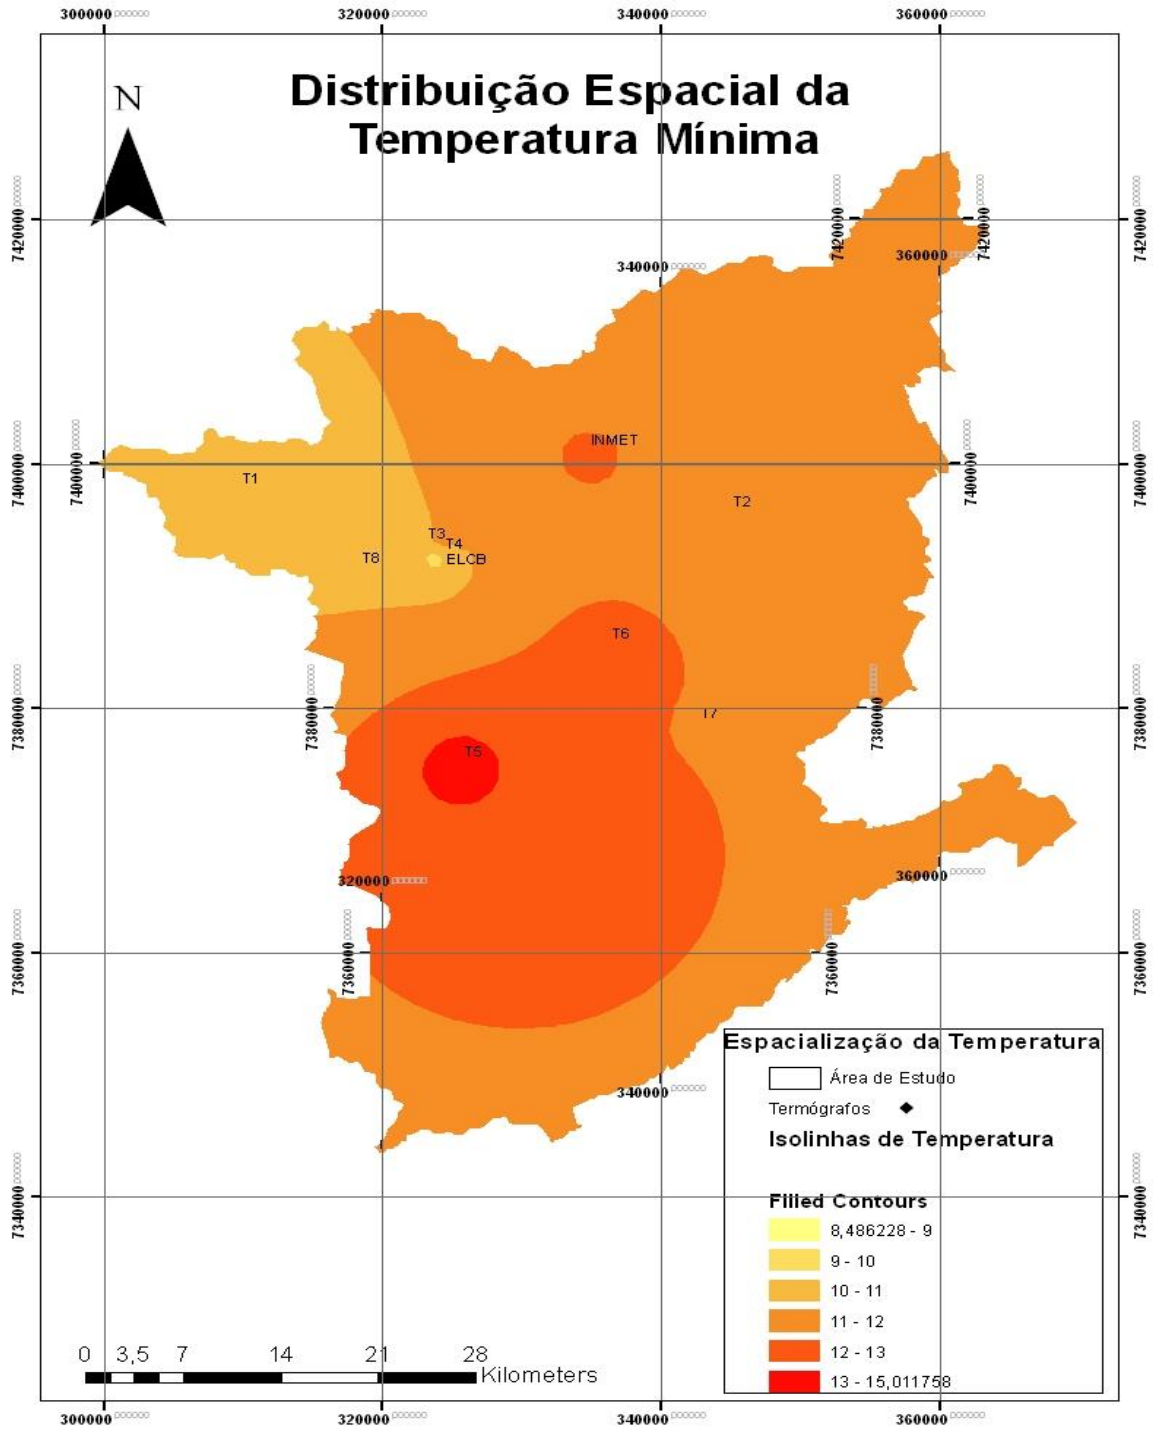 300000 320000 340000 360000
Distribuição Espacial da
Temperatura Mínima
N
7420000 7420000 7420000 7420000
340000 360000
INMET
7400000 7400000 7400000 7400000
T1
T2
T3
T4
T8 ELCB
T6
7380000 7380000 7380000 7380000
T7
T5
320000 360000
7360000 7360000 7360000 7360000
340000
Espacialização da Temperatura
Área de Estudo
Termógrafos
Isolinhas de Temperatura
7340000 7340000
Filled Contours
8,486228 - 9
9 - 10
10 - 11
11 - 12
12 - 13
13 - 15,011758
0 3,5 7 14 21 28
Kilometers
300000 320000 340000 360000